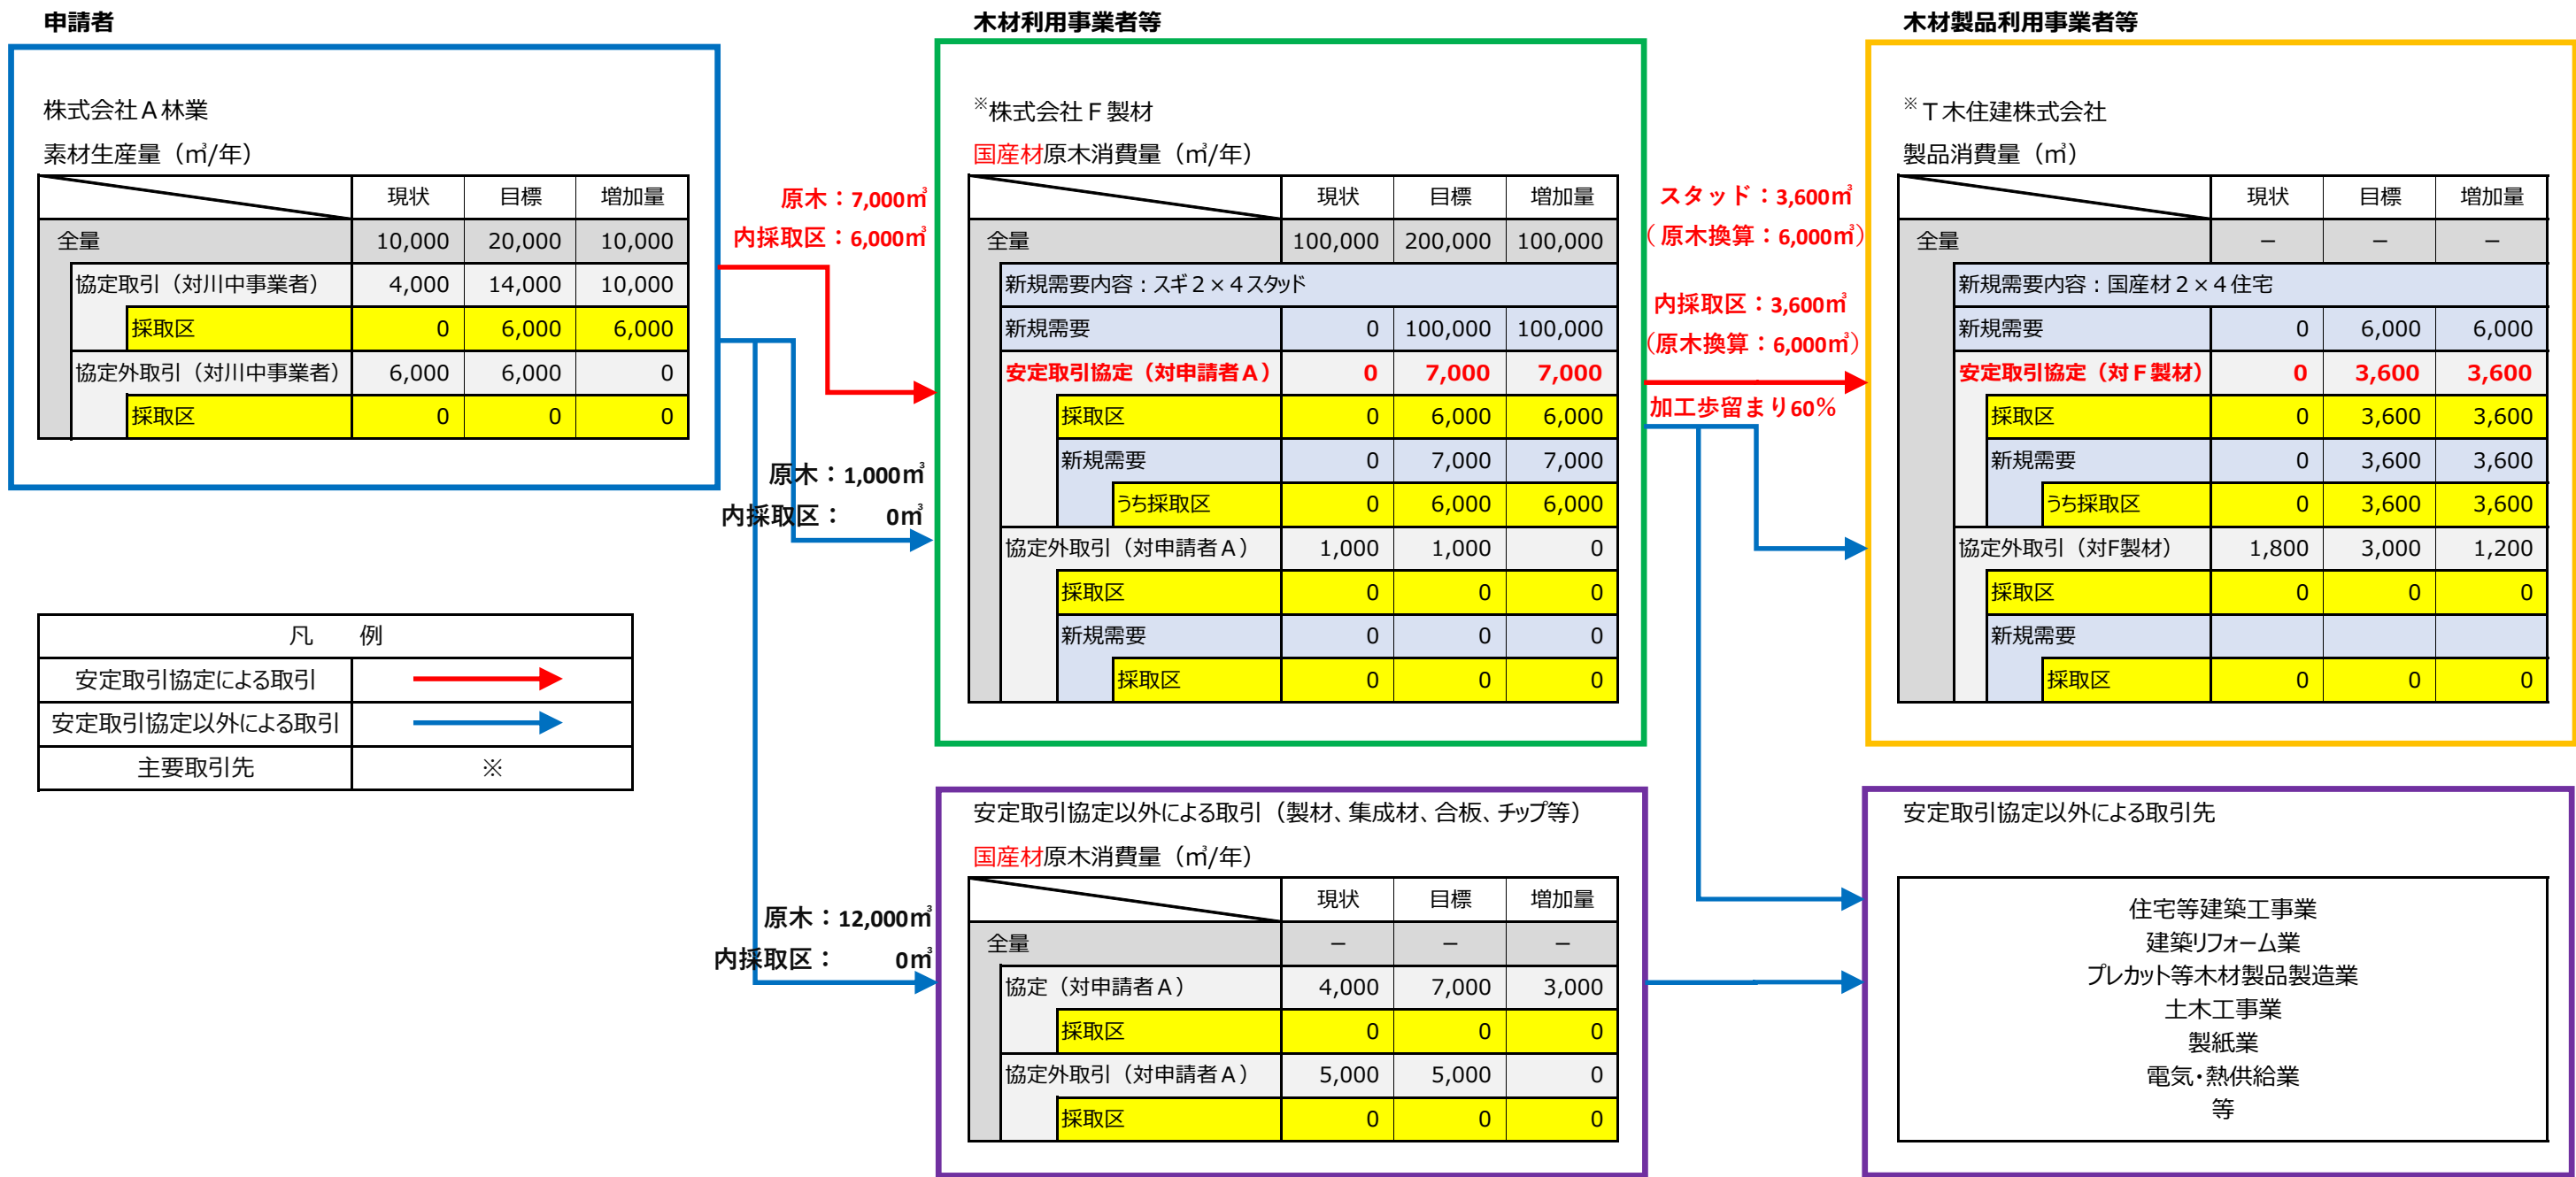 申請者
株式会社A林業
素材生産量（㎥/年）
現状 目標 増加量
全量 10,000 20,000 10,000
協定取引（対川中事業者） 4,000 14,000 10,000
採取区 0 6,000 6,000
協定外取引（対川中事業者） 6,000 6,000 0
採取区 0 0 0
凡　例
安定取引協定による取引
安定取引協定以外による取引
主要取引先 ※
原木：7,000㎥
内採取区：6,000㎥
原木：1,000㎥
内採取区：　0㎥
原木：12,000㎥
内採取区：　0㎥
木材利用事業者等
※株式会社F製材
国産材原木消費量（㎥/年）
現状 目標 増加量
全量 100,000 200,000 100,000
新規需要内容：スギ２×４スタッド
新規需要 0 100,000 100,000
安定取引協定（対申請者A） 0 7,000 7,000
採取区 0 6,000 6,000
新規需要 0 7,000 7,000
うち採取区 0 6,000 6,000
協定外取引（対申請者A） 1,000 1,000 0
採取区 0 0 0
新規需要 0 0 0
採取区 0 0 0
安定取引協定以外による取引（製材、集成材、合板、チップ等）
国産材原木消費量（㎥/年）
現状 目標 増加量
全量 － － －
協定（対申請者A） 4,000 7,000 3,000
採取区 0 0 0
協定外取引（対申請者A） 5,000 5,000 0
採取区 0 0 0
スタッド：3,600㎥
（原木換算：6,000㎥）
内採取区：3,600㎥
（原木換算：6,000㎥）
加工歩留まり60％
木材製品利用事業者等
※T木住建株式会社
製品消費量（㎥）
現状 目標 増加量
全量 － － －
新規需要内容：国産材２×４住宅
新規需要 0 6,000 6,000
安定取引協定（対F製材） 0 3,600 3,600
採取区 0 3,600 3,600
新規需要 0 3,600 3,600
うち採取区 0 3,600 3,600
協定外取引（対F製材） 1,800 3,000 1,200
採取区 0 0 0
新規需要
採取区 0 0 0
安定取引協定以外による取引先
住宅等建築工事業
建築リフォーム業
プレカット等木材製品製造業
土木工事業
製紙業
電気・熱供給業
等